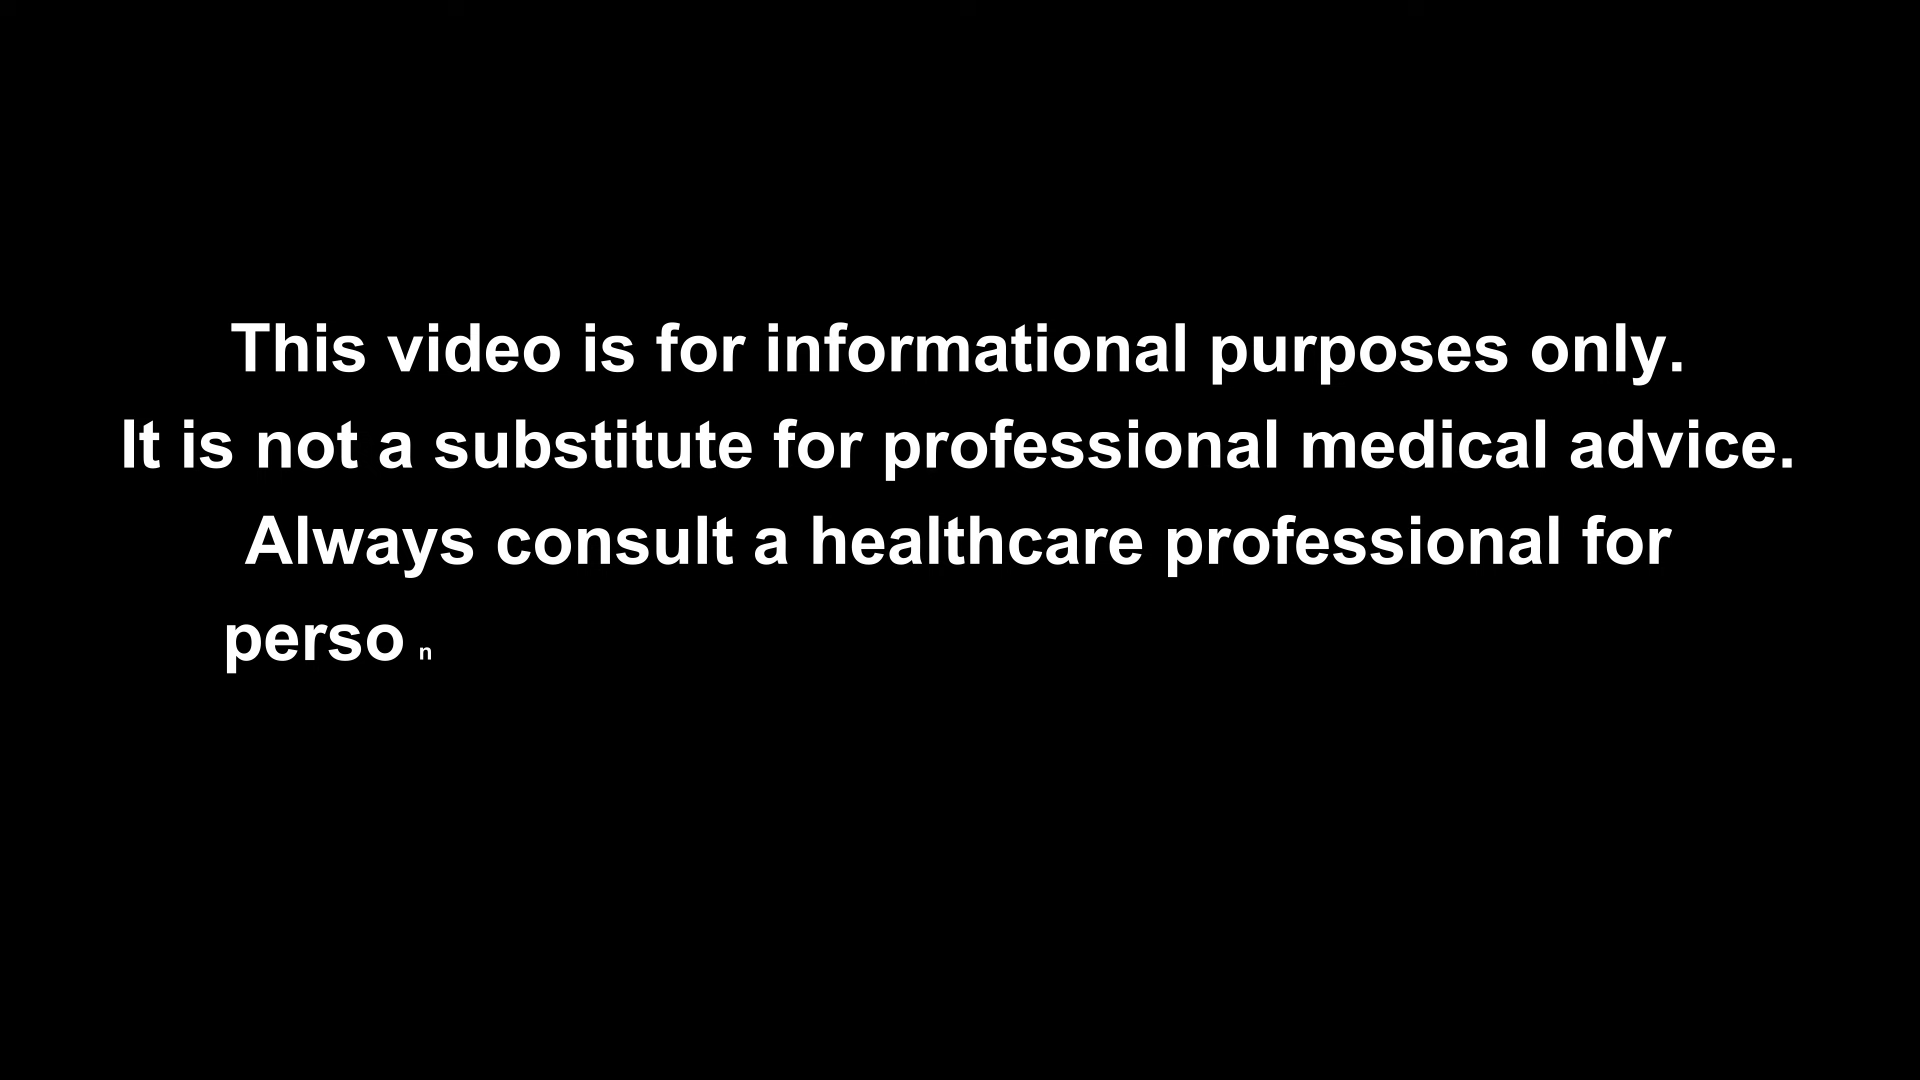 This video is for informational purposes only.
It is not a substitute for professional medical advice.
Always consult a healthcare professional for
person